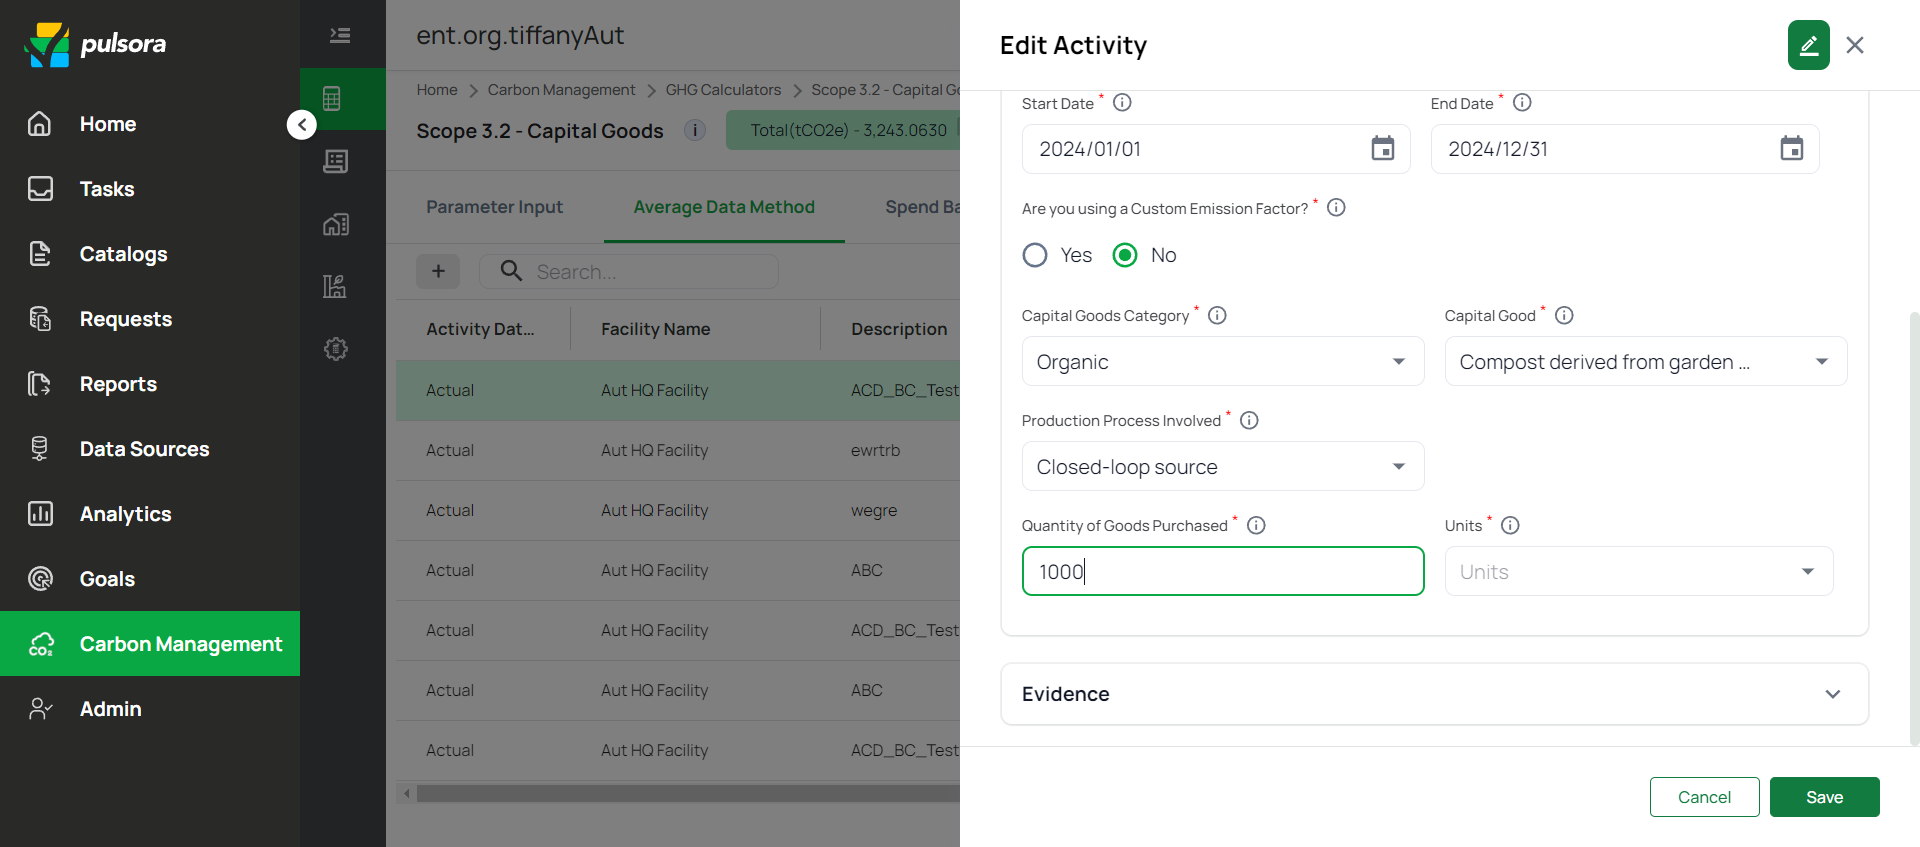 pulsora
Home
Tasks
Catalogs
Requests
Reports
Data Sources
Analytics
Goals
Carbon Management
Admin
ent.org.tiffanyAut
Home > Carbon Management > GHG Calculators > Scope 3.2 - Capital Go
Scope 3.2 - Capital Goods i Total(tCO2e) - 3,243.0630
Parameter Input Average Data Method Spend Ba
+ Search...
Activity Dat... Facility Name Description
Actual Aut HQ Facility ACD_BC_Test
Actual Aut HQ Facility ewrtrb
Actual Aut HQ Facility wegre
Actual Aut HQ Facility ABC
Actual Aut HQ Facility ACD_BC_Test
Actual Aut HQ Facility ABC
Actual Aut HQ Facility ACD_BC_Test
Edit Activity
Start Date * End Date *
2024/01/01 2024/12/31
Are you using a Custom Emission Factor? *
Yes No
Capital Goods Category * Capital Good *
Organic Compost derived from garden ...
Production Process Involved *
Closed-loop source
Quantity of Goods Purchased * Units *
1000 Units
Evidence
Cancel Save